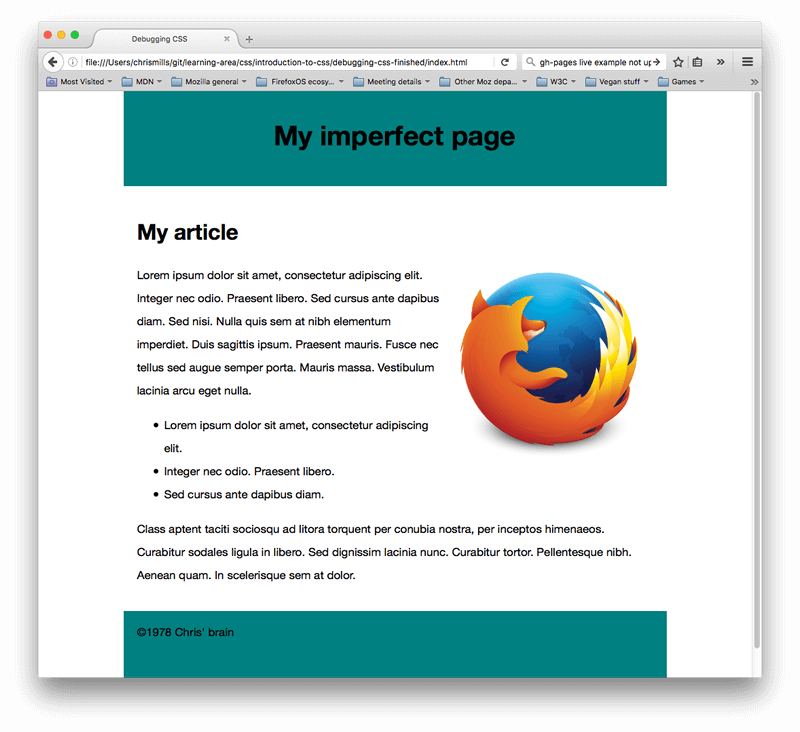 Debugging CSS
file:///Users/chrismills/git/learning-area/css/introduction-to-css/debugging-css-finished/index.html
gh-pages live example not up
Most Visited
MDN
Mozilla general
FirefoxOS ecosy...
Meeting details
Other Moz depa...
W3C
Vegan stuff
Games
My imperfect page
My article
Lorem ipsum dolor sit amet, consectetur adipiscing elit.
Integer nec odio. Praesent libero. Sed cursus ante dapibus
diam. Sed nisi. Nulla quis sem at nibh elementum
imperdiet. Duis sagittis ipsum. Praesent mauris. Fusce nec
tellus sed augue semper porta. Mauris massa. Vestibulum
lacinia arcu eget nulla.
• Lorem ipsum dolor sit amet, consectetur adipiscing
elit.
• Integer nec odio. Praesent libero.
• Sed cursus ante dapibus diam.
Class aptent taciti sociosqu ad litora torquent per conubia nostra, per inceptos himenaeos.
Curabitur sodales ligula in libero. Sed dignissim lacinia nunc. Curabitur tortor. Pellentesque nibh.
Aenean quam. In scelerisque sem at dolor.
©1978 Chris' brain